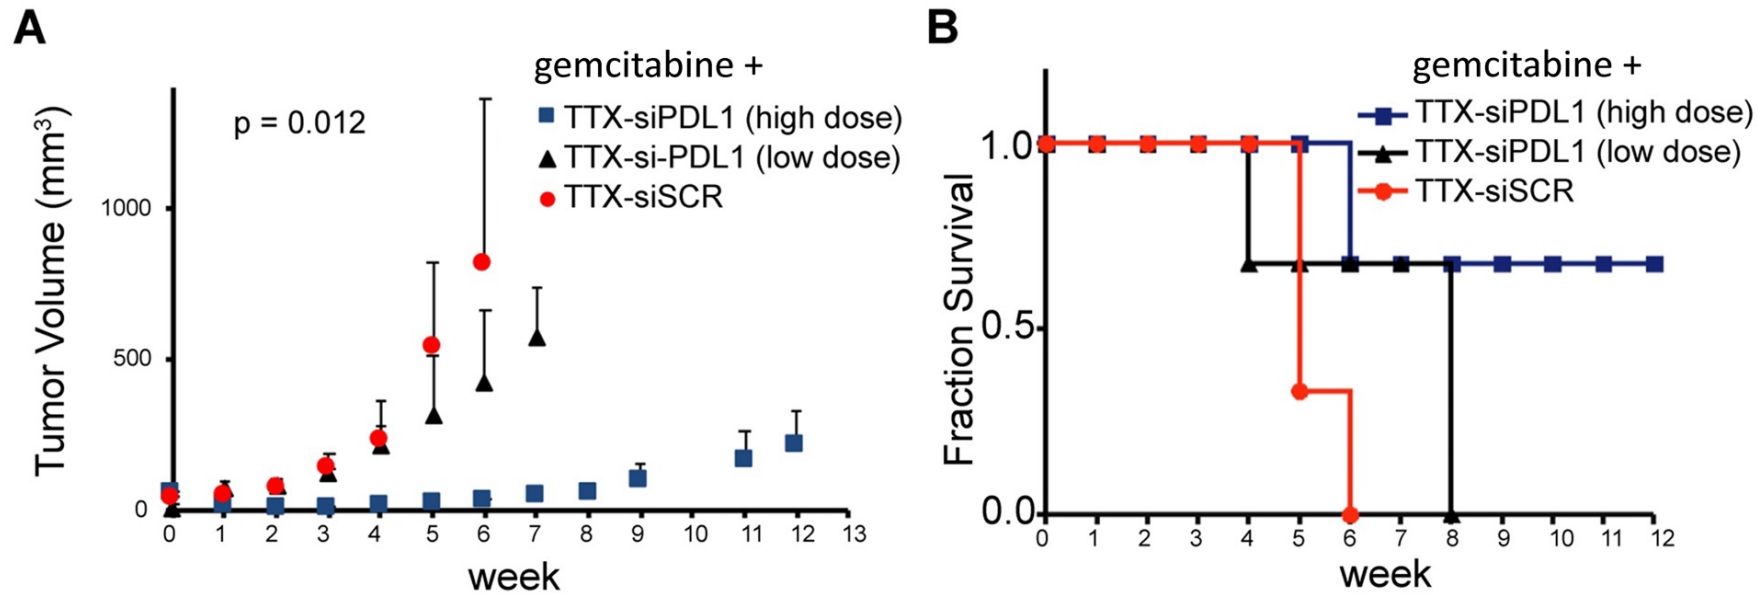 A
gemcitabine +
TTX-siPDL1 (high dose)
TTX-si-PDL1 (low dose)
TTX-siSCR
p = 0.012
Tumor Volume (mm³)
1000
500
0
0 1 2 3 4 5 6 7 8 9 10 11 12 13
week
B
gemcitabine +
TTX-siPDL1 (high dose)
TTX-siPDL1 (low dose)
TTX-siSCR
Fraction Survival
1.0
0.5
0.0
0 1 2 3 4 5 6 7 8 9 10 11 12
week